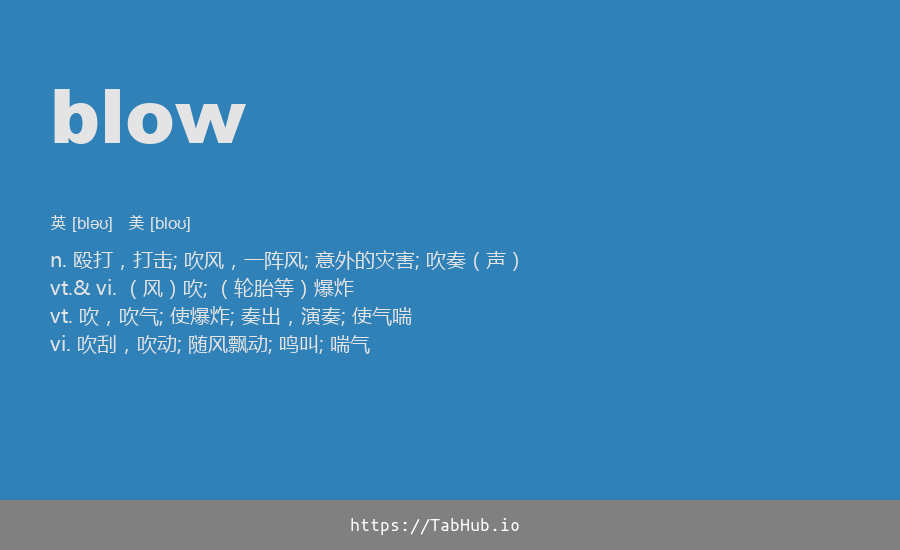 blow
英 [bləʊ] 美 [bloʊ]
n. 殴打，打击; 吹风，一阵风; 意外的灾害; 吹奏（声）
vt.& vi. （风）吹; （轮胎等）爆炸
vt. 吹，吹气; 使爆炸; 奏出，演奏; 使气喘
vi. 吹刮，吹动; 随风飘动; 鸣叫; 喘气
https://TabHub.io